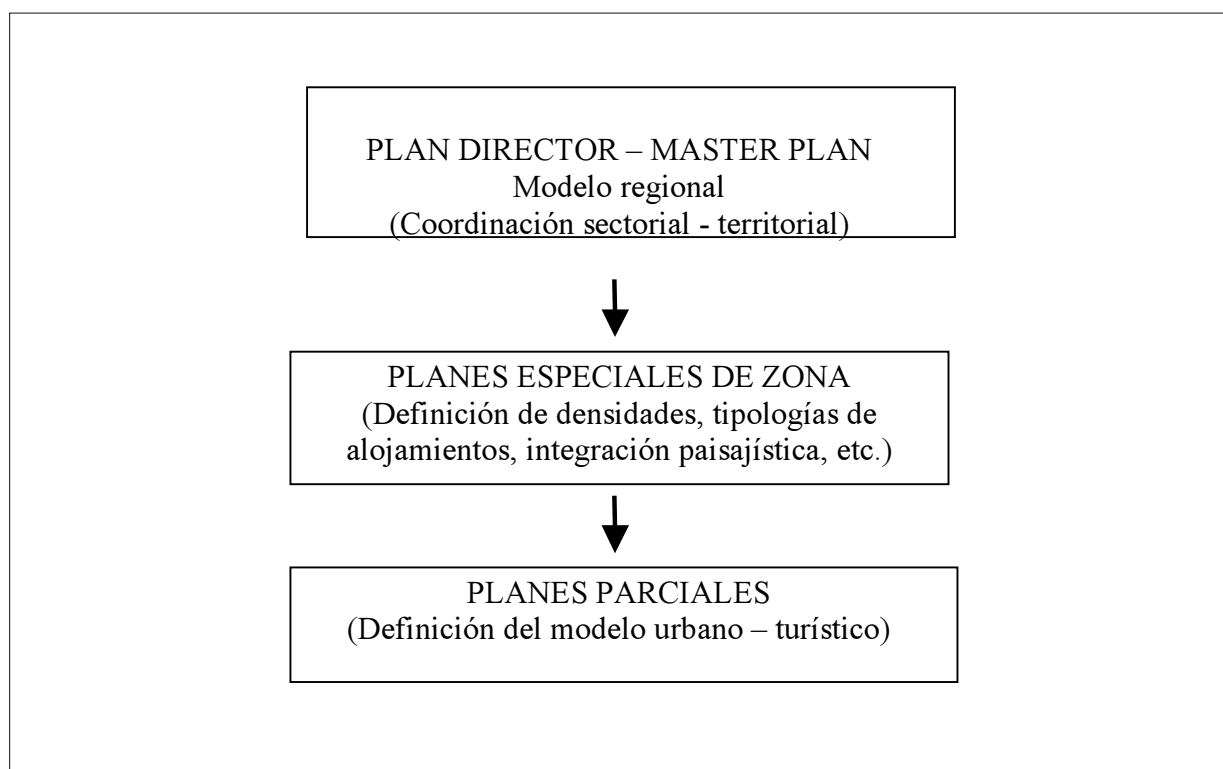 PLAN DIRECTOR – MASTER PLAN
Modelo regional
(Coordinación sectorial - territorial)
PLANES ESPECIALES DE ZONA
(Definición de densidades, tipologías de
alojamientos, integración paisajística, etc.)
PLANES PARCIALES
(Definición del modelo urbano – turístico)